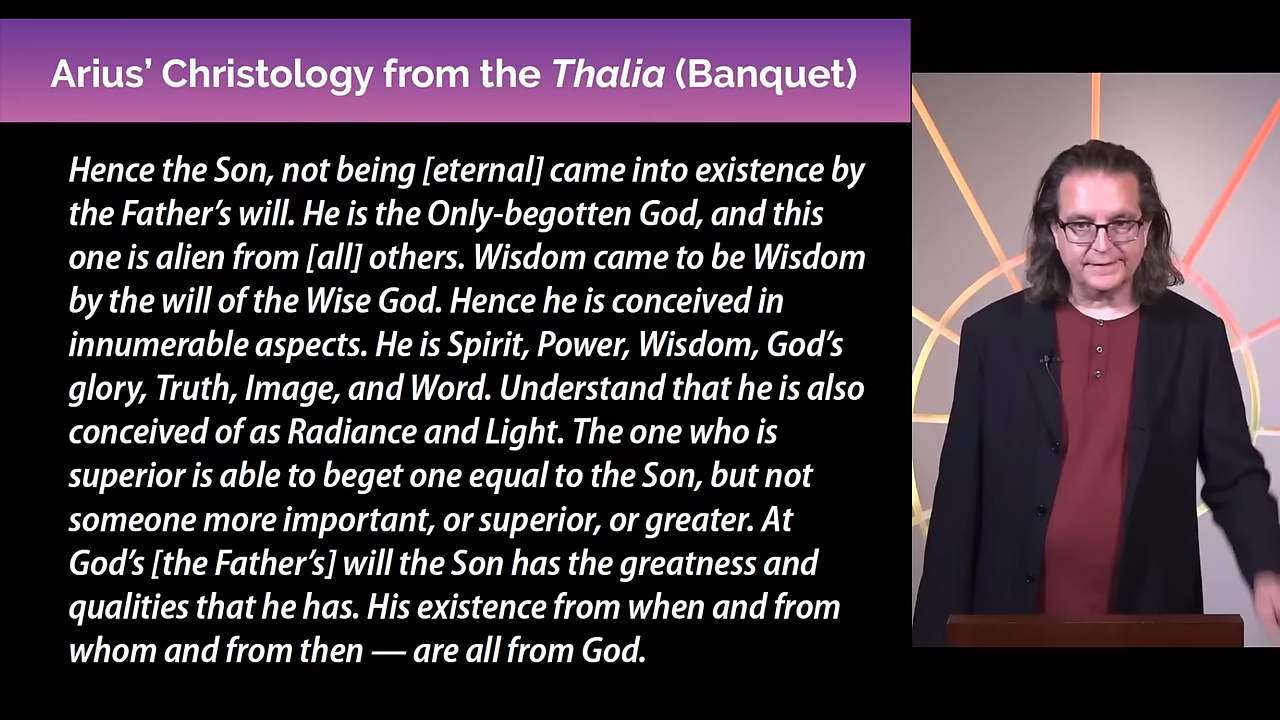 Arius’ Christology from the Thalia (Banquet)
Hence the Son, not being [eternal] came into existence by
the Father’s will. He is the Only-begotten God, and this
one is alien from [all] others. Wisdom came to be Wisdom
by the will of the Wise God. Hence he is conceived in
innumerable aspects. He is Spirit, Power, Wisdom, God’s
glory, Truth, Image, and Word. Understand that he is also
conceived of as Radiance and Light. The one who is
superior is able to beget one equal to the Son, but not
someone more important, or superior, or greater. At
God’s [the Father’s] will the Son has the greatness and
qualities that he has. His existence from when and from
whom and from then — are all from God.